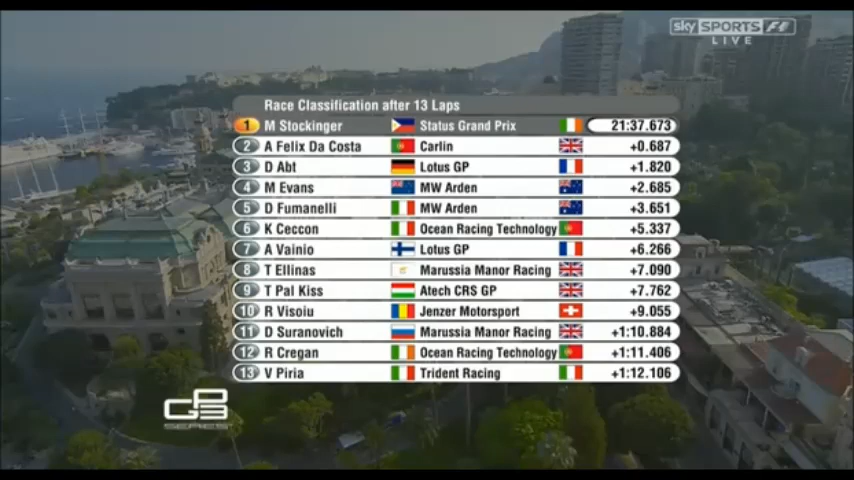 sky SPORTS F1
LIVE
Race Classification after 13 Laps
1 M Stockinger Status Grand Prix 21:37.673
2 A Felix Da Costa Carlin +0.687
3 D Abt Lotus GP +1.820
4 M Evans MW Arden +2.685
5 D Fumanelli MW Arden +3.651
6 K Ceccon Ocean Racing Technology +5.337
7 A Vainio Lotus GP +6.266
8 T Ellinas Marussia Manor Racing +7.090
9 T Pal Kiss Atech CRS GP +7.762
10 R Visoiu Jenzer Motorsport +9.055
11 D Suranovich Marussia Manor Racing +1:10.884
12 R Cregan Ocean Racing Technology +1:11.406
13 V Piria Trident Racing +1:12.106
GP3
SERIES